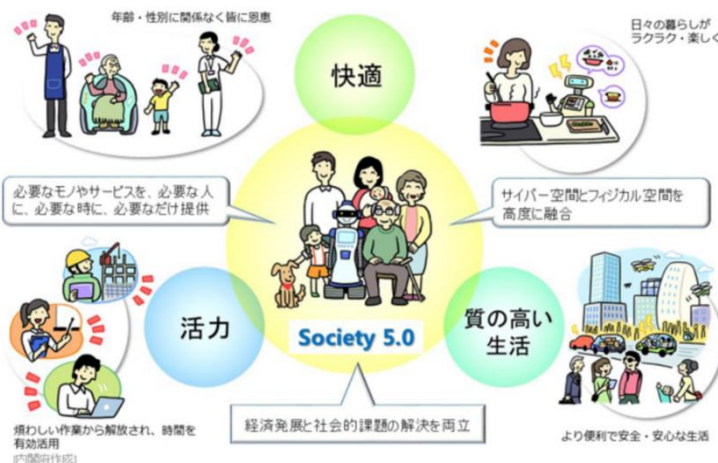 年齢・性別に関係なく皆に恩恵
日々の暮らしが
ラクラク・楽しく
快適
必要なモノやサービスを、必要な人
に、必要な時に、必要なだけ提供
サイバー空間とフィジカル空間を
高度に融合
活力
Society 5.0
質の高い
生活
経済発展と社会的課題の解決を両立
煩わしい作業から解放され、時間を
有効活用
[内閣府作成]
より便利で安全・安心な生活